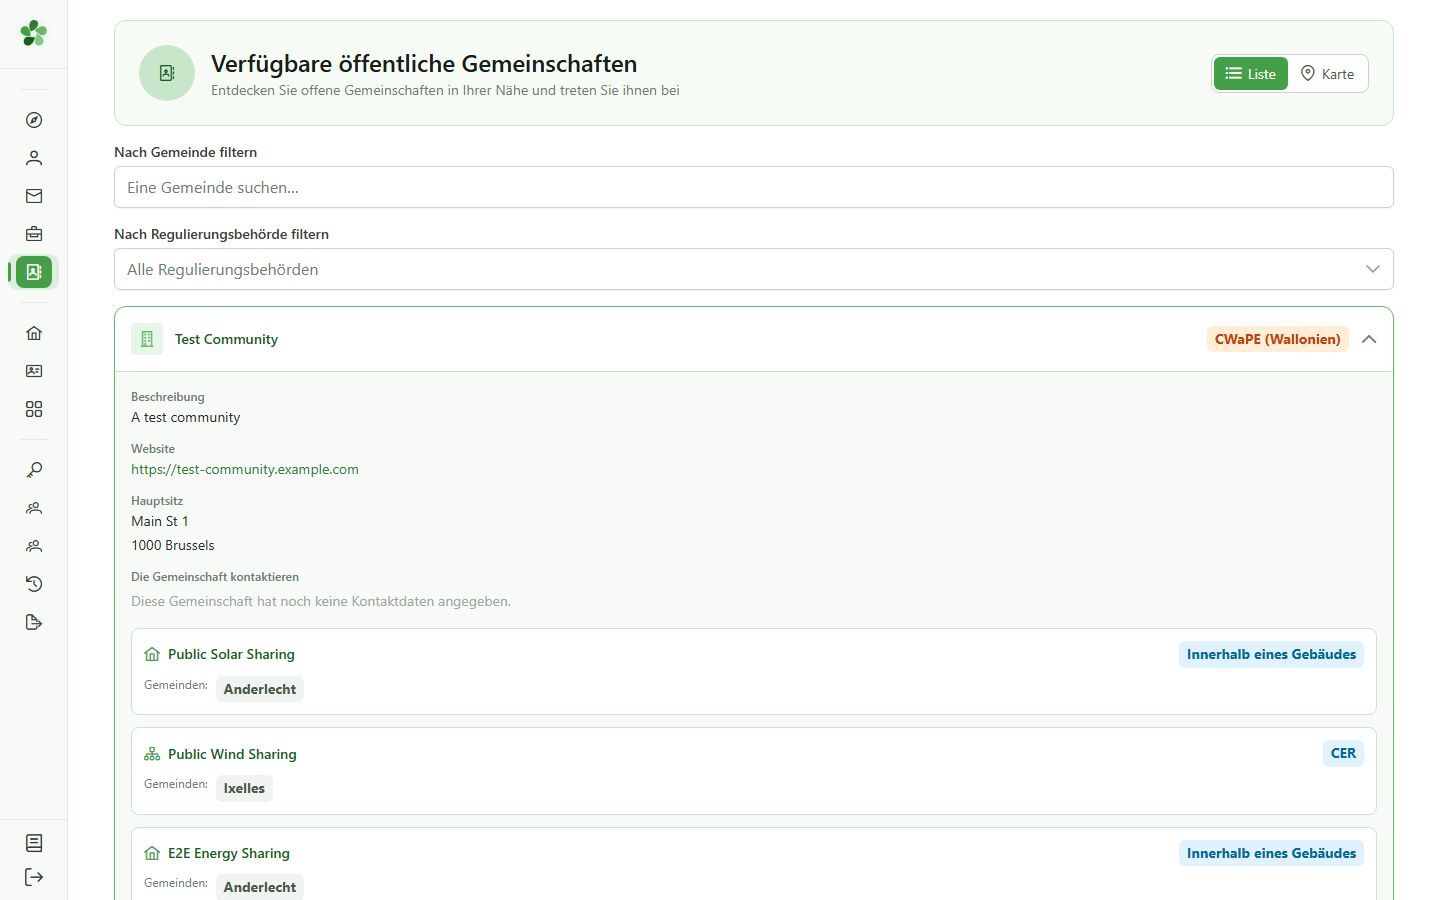 Verfügbare öffentliche Gemeinschaften
Entdecken Sie offene Gemeinschaften in Ihrer Nähe und treten Sie ihnen bei
Liste
Karte
Nach Gemeinde filtern
Eine Gemeinde suchen...
Nach Regulierungsbehörde filtern
Alle Regulierungsbehörden
Test Community
CWaPE (Wallonien)
Beschreibung
A test community
Website
https://test-community.example.com
Hauptsitz
Main St 1
1000 Brussels
Die Gemeinschaft kontaktieren
Diese Gemeinschaft hat noch keine Kontaktdaten angegeben.
Public Solar Sharing
Innerhalb eines Gebäudes
Gemeinden: Anderlecht
Public Wind Sharing
CER
Gemeinden: Ixelles
E2E Energy Sharing
Innerhalb eines Gebäudes
Gemeinden: Anderlecht